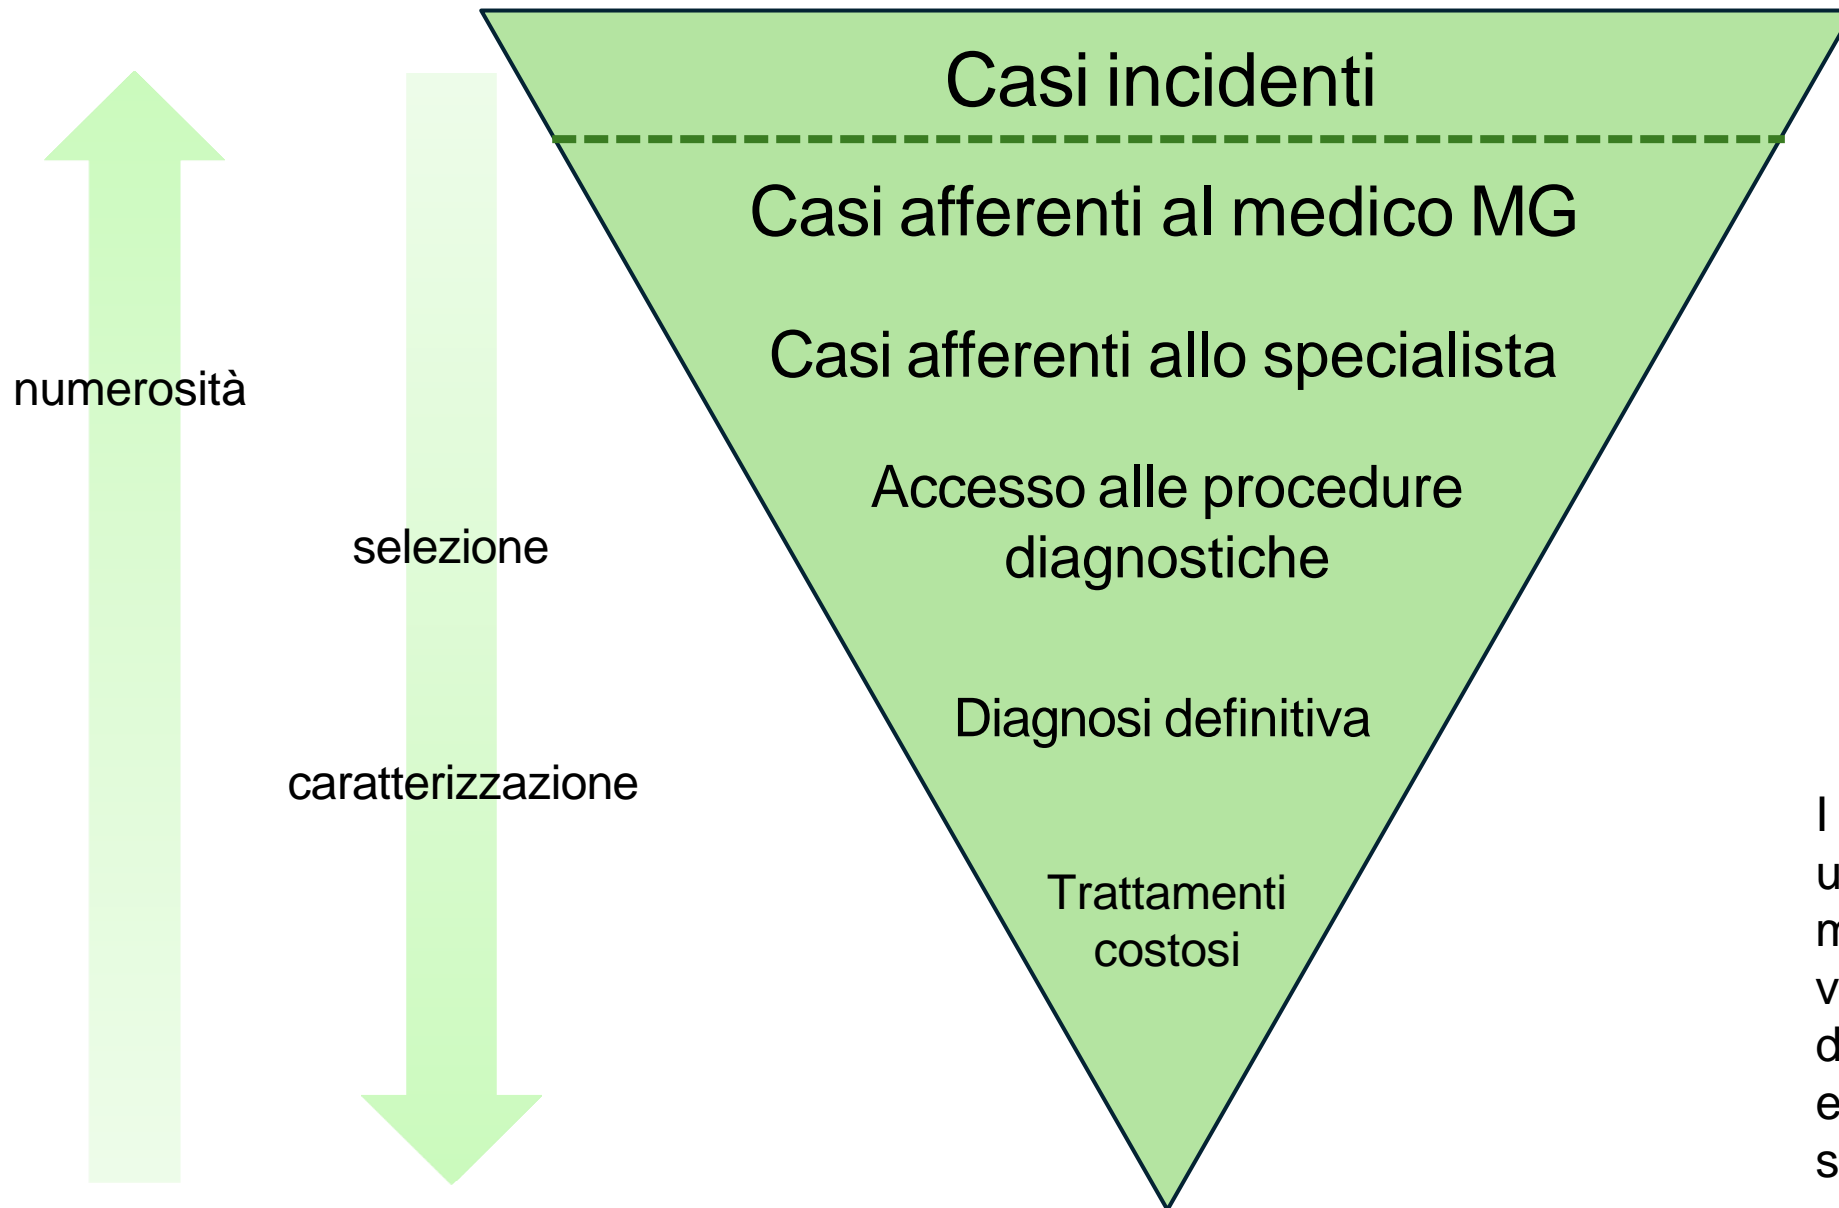 Casi incidenti
Casi afferenti al medico MG
Casi afferenti allo specialista
numerosità
Accesso alle procedure
diagnostiche
selezione
Diagnosi definitiva
caratterizzazione
Trattamenti
costosi